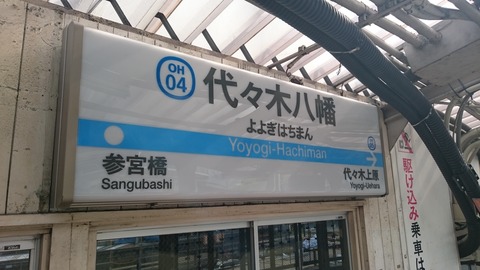 OH
04
代々木八幡
よよぎはちまん
Yoyogi-Hachiman
参宮橋
Sangubashi
代々木上原
Yoyogi-Uehara
駆け込み乗車は